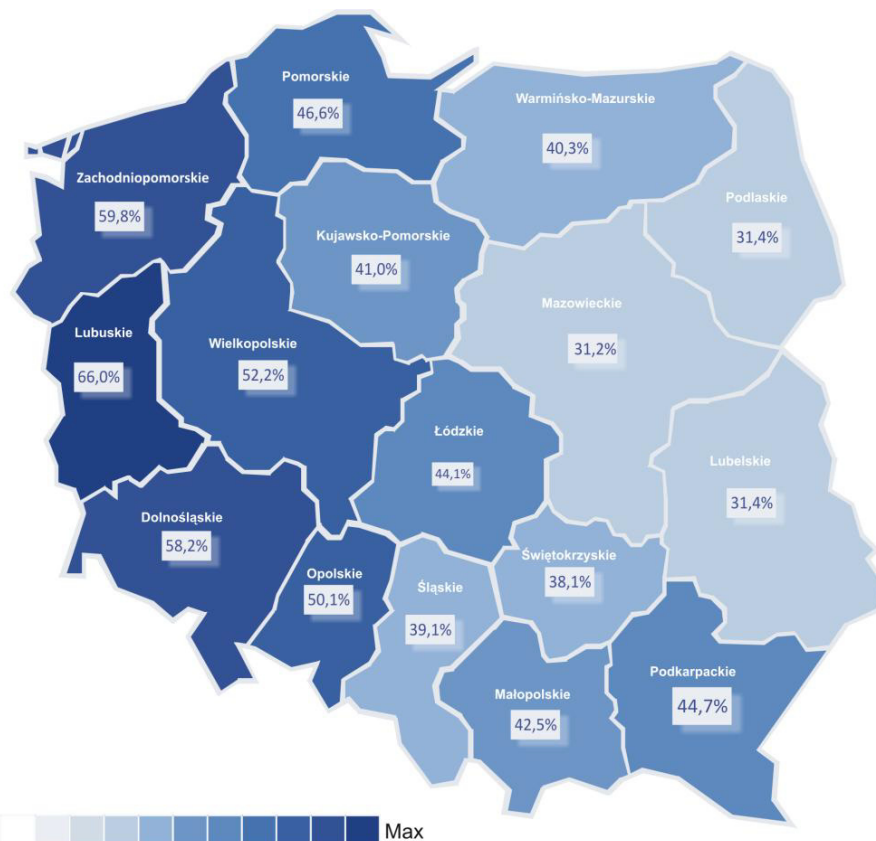 Pomorskie
46,6%
Warmińsko-Mazurskie
40,3%
Zachodniopomorskie
59,8%
Podlaskie
31,4%
Kujawsko-Pomorskie
41,0%
Mazowieckie
31,2%
Lubuskie
66,0%
Wielkopolskie
52,2%
Łódzkie
44,1%
Lubelskie
31,4%
Dolnośląskie
58,2%
Opolskie
50,1%
Śląskie
39,1%
Świętokrzyskie
38,1%
Małopolskie
42,5%
Podkarpackie
44,7%
Max